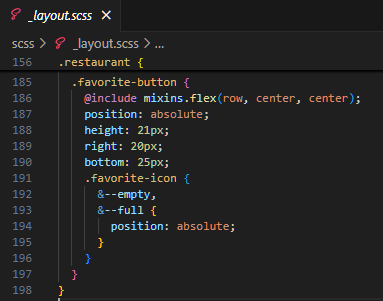 _layout.scss ×
scss > _layout.scss > ...
156 .restaurant {
185 .favorite-button {
186 @include mixins.flex(row, center, center);
187 position: absolute;
188 height: 21px;
189 right: 20px;
190 bottom: 25px;
191 .favorite-icon {
192 &--empty,
193 &--full {
194 position: absolute;
195 }
196 }
197 }
198 }